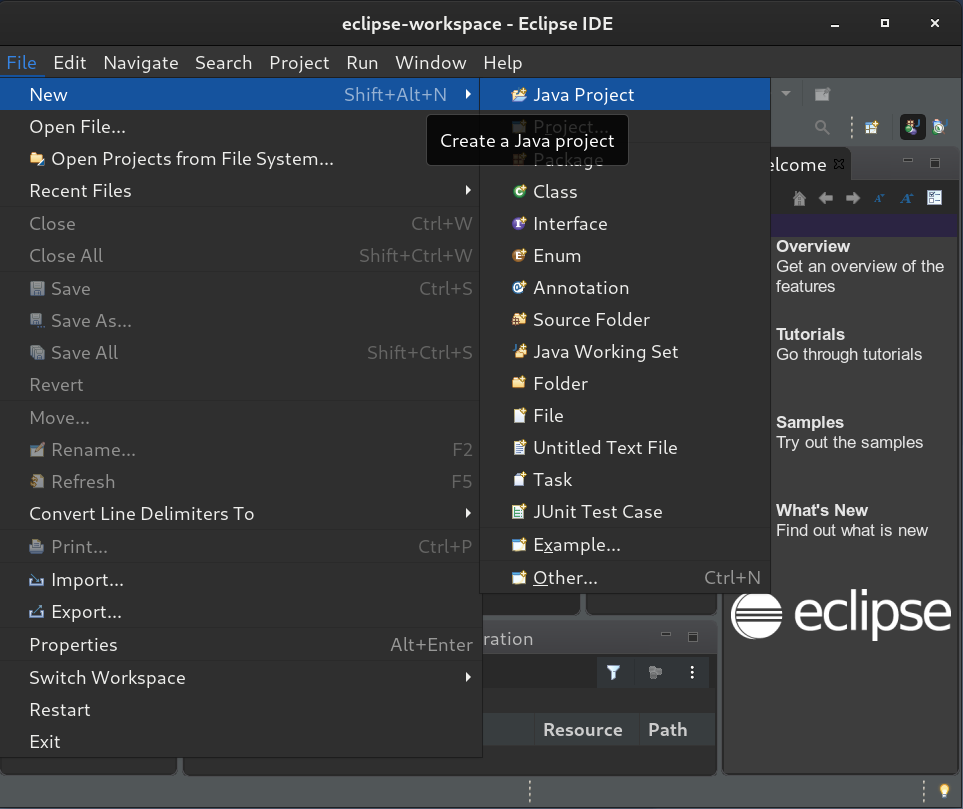 eclipse-workspace - Eclipse IDE
File Edit Navigate Search Project Run Window Help
New Shift+Alt+N
Open File...
Open Projects from File System...
Recent Files
Close Ctrl+W
Close All Shift+Ctrl+W
Save Ctrl+S
Save As...
Save All Shift+Ctrl+S
Revert
Move...
Rename... F2
Refresh F5
Convert Line Delimiters To
Print... Ctrl+P
Import...
Export...
Properties Alt+Enter
Switch Workspace
Restart
Exit
Java Project
Project...
Create a Java project
Package
Class
Interface
Enum
Annotation
Source Folder
Java Working Set
Folder
File
Untitled Text File
Task
JUnit Test Case
Example...
Other... Ctrl+N
elcome
Overview
Get an overview of the
features
Tutorials
Go through tutorials
Samples
Try out the samples
What's New
Find out what is new
eclipse
ration
Resource Path